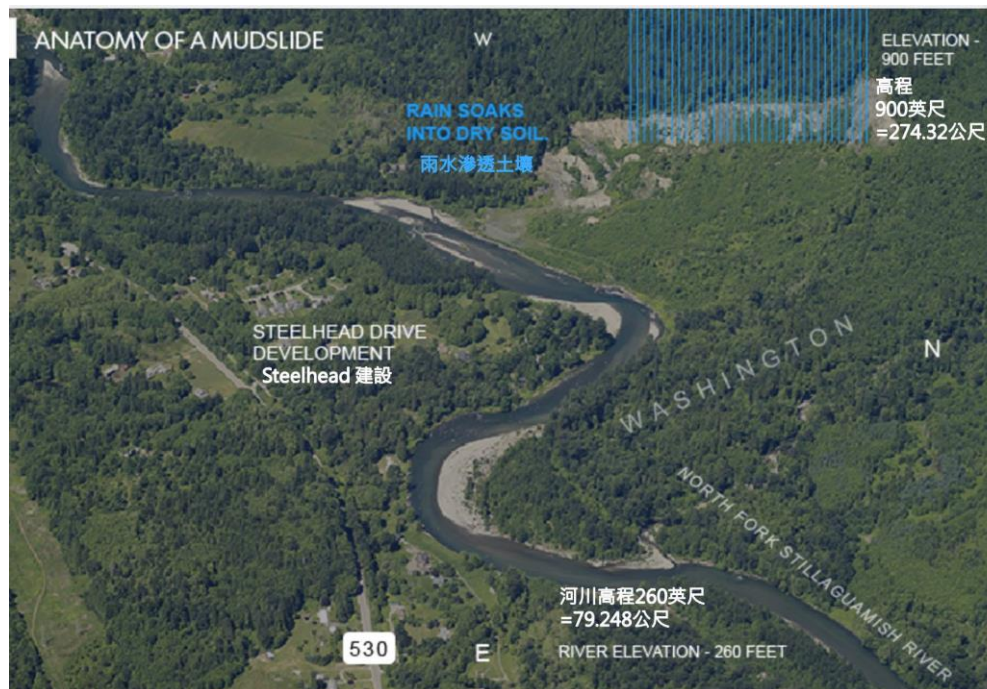 ANATOMY OF A MUDSLIDE
W
ELEVATION -
900 FEET
高程
900英尺
=274.32公尺
RAIN SOAKS
INTO DRY SOIL,
雨水滲透土壤
STEELHEAD DRIVE
DEVELOPMENT
Steelhead 建設
N
WASHINGTON
NORTH FORK STILLAGUAMISH RIVER
河川高程260英尺
=79.248公尺
530
E
RIVER ELEVATION - 260 FEET